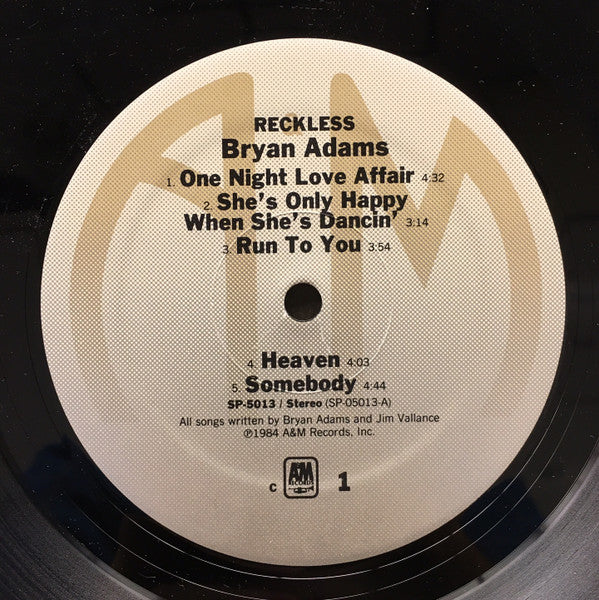 RECKLESS
Bryan Adams
1. One Night Love Affair 4:32
2. She's Only Happy
When She's Dancin' 3:14
3. Run To You 3:54
4. Heaven 4:03
5. Somebody 4:44
SP-5013 / Stereo (SP-05013-A)
All songs written by Bryan Adams and Jim Vallance
℗1984 A&M Records, Inc.
C A&M RECORDS 1